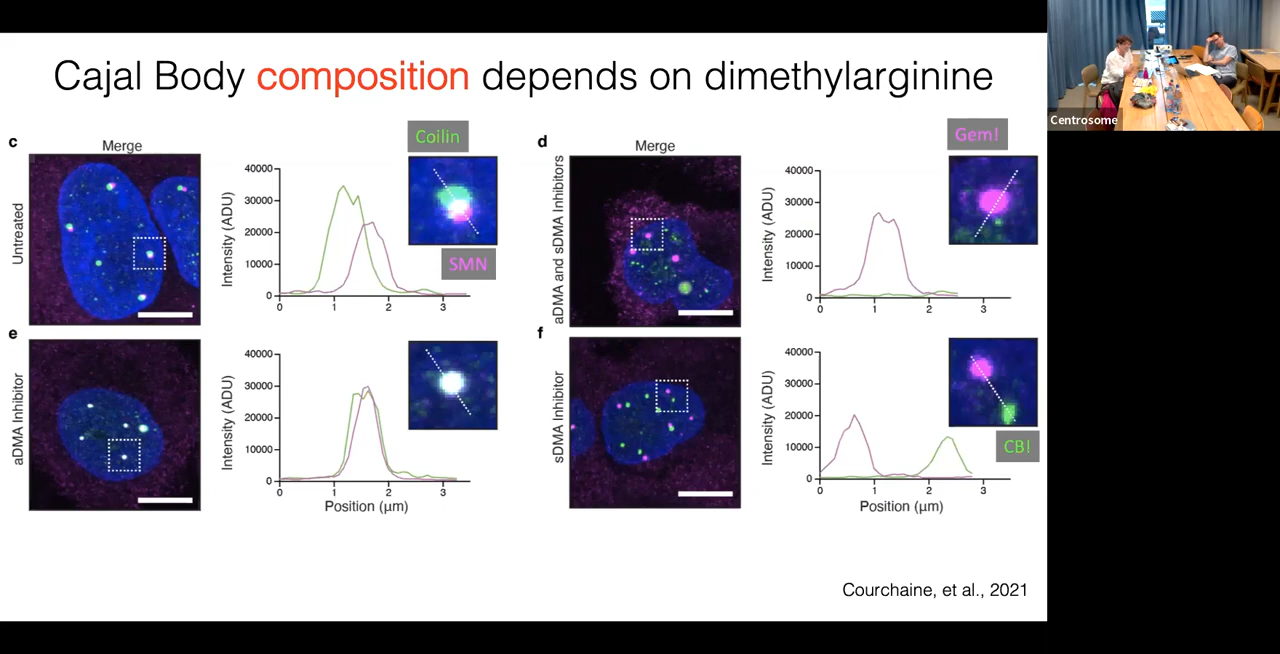 Cajal Body composition depends on dimethylarginine
c
Merge
Untreated
Intensity (ADU)
40000
30000
20000
10000
0
0 1 2 3
Coilin
SMN
d
Merge
aDMA and sDMA Inhibitors
Intensity (ADU)
40000
30000
20000
10000
0
0 1 2 3
Gem!
e
aDMA Inhibitor
Intensity (ADU)
40000
30000
20000
10000
0
0 1 2 3
Position (µm)
f
sDMA Inhibitor
Intensity (ADU)
40000
30000
20000
10000
0
0 1 2 3
Position (µm)
CB!
Courchaine, et al., 2021
Centrosome